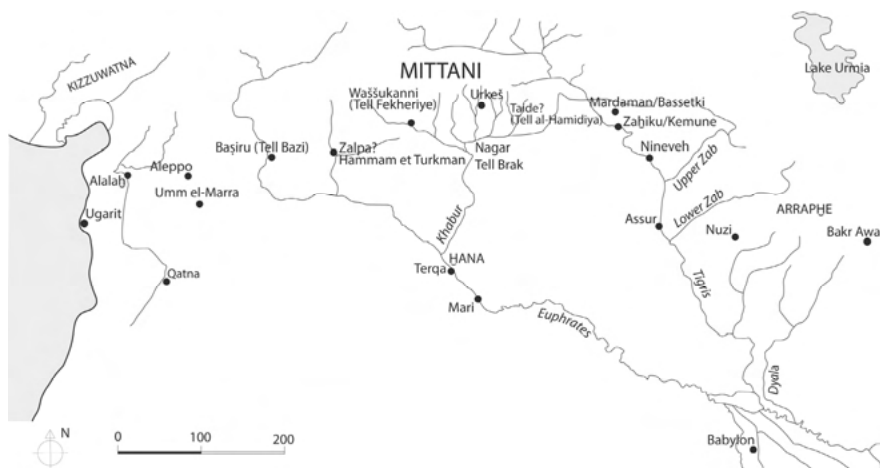 KIZZUWATNA
MITTANI
Lake Urmia
Waššukanni
(Tell Fekheriye)
Urkeš
Taide?
(Tell al-Hamidiya)
Mardaman/Bassetki
Zaḫiku/Kemune
Nineveh
Başiru (Tell Bazi)
Zalpa?
Hammam et Turkman
Nagar
Tell Brak
Upper Zab
Aleppo
Alalaḫ
Umm el-Marra
Ugarit
Khabur
Assur
Lower Zab
Nuzi
ARRAPḪE
Bakr Awa
Qatna
ḪANA
Terqa
Mari
Tigris
Euphrates
Dyala
N
0 100 200
Babylon